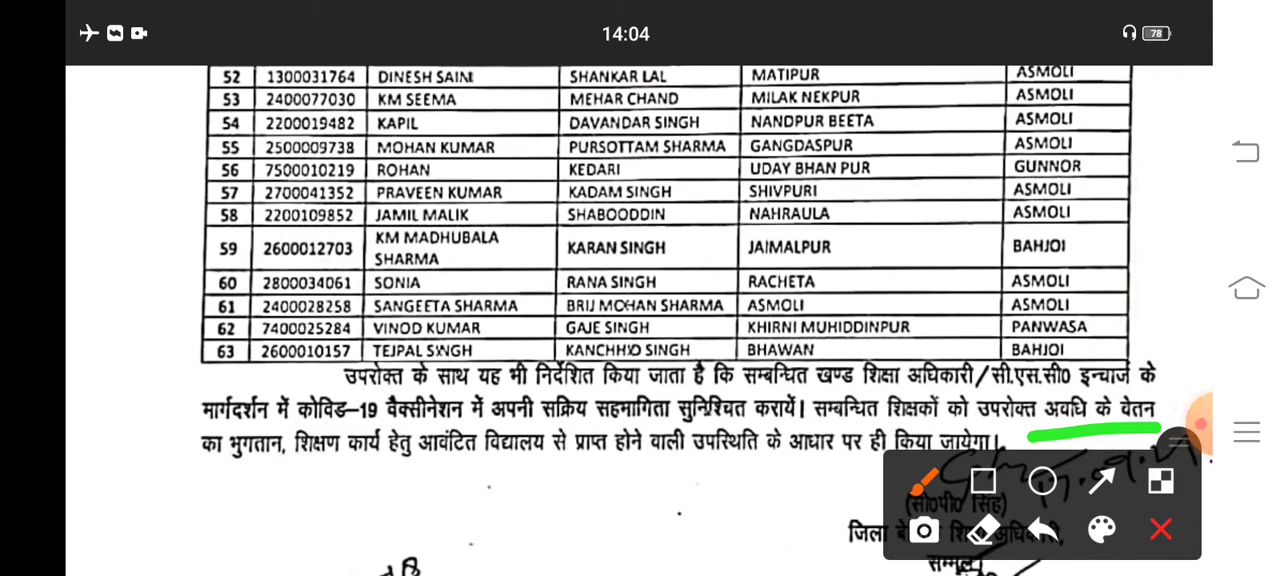 14:04
78
52 1300031764 DINESH SAINI SHANKAR LAL MATIPUR ASMOLI
53 2400077030 KM SEEMA MEHAR CHAND MILAK NEKPUR ASMOLI
54 2200019482 KAPIL DAVANDAR SINGH NANDPUR BEETA ASMOLI
55 2500009738 MOHAN KUMAR PURSOTTAM SHARMA GANGDASPUR ASMOLI
56 7500010219 ROHAN KEDARI UDAY BHAN PUR GUNNOR
57 2700041352 PRAVEEN KUMAR KADAM SINGH SHIVPURI ASMOLI
58 2200109852 JAMIL MALIK SHABOODDIN NAHRAULA ASMOLI
59 2600012703 KM MADHUBALA SHARMA KARAN SINGH JAIMALPUR BAHJOI
60 2800034061 SONIA RANA SINGH RACHETA ASMOLI
61 2400028258 SANGEETA SHARMA BRIJ MOHAN SHARMA ASMOLI ASMOLI
62 7400025284 VINOD KUMAR GAJE SINGH KHIRNI MUHIDDINPUR PANWASA
63 2600010157 TEJPAL SINGH KANCHHID SINGH BHAWAN BAHJOI
उपरोक्त के साथ यह भी निर्देशित किया जाता है कि सम्बन्धित खण्ड शिक्षा अधिकारी/सी.एस.सी० इन्चार्ज के
मार्गदर्शन में कोविड-19 वैक्सीनेशन में अपनी सक्रिय सहभागिता सुनिश्चित करायें। सम्बन्धित शिक्षकों को उपरोक्त अवधि के वेतन
का भुगतान, शिक्षण कार्य हेतु आवंटित विद्यालय से प्राप्त होने वाली उपस्थिति के आधार पर ही किया जायेगा।
(सी०पी० सिंह)
जिला शिक्षा अधिकारी,
सम्भल।